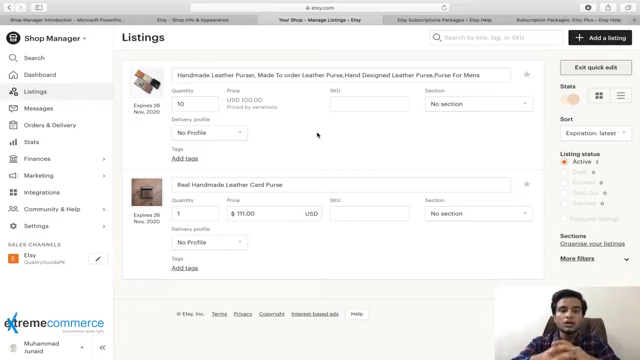 etsy.com
Shop Manager Introduction - Microsoft PowerPoi...
Etsy - Shop Info & Appearance
Your Shop - Manage Listings - Etsy
Etsy Subscriptions Packages - Etsy Help
Subscription Packages: Etsy Plus - Etsy Help
Shop Manager
Listings
Search by title, tag, or SKU
+ Add a listing
Search
Dashboard
Listings
Messages
Orders & Delivery
Stats
Finances
Marketing
Integrations
Community & Help
Settings
SALES CHANNELS
Etsy
QualityGoodsPK
extremecommerce
Muhammad
Junaid
Handmade Leather Purser, Made To order Leather Purse,Hand Designed Leather Purse,Purse For Mens
Expires 26
Nov, 2020
Quantity
Price
SKU
Section
10
USD 100.00
Priced by variations
No section
Delivery profile
No Profile
Tags
Add tags
Real Handmade Leather Card Purse
Expires 26
Nov, 2020
Quantity
Price
SKU
Section
1
$ 111.00
USD
No section
Delivery profile
No Profile
Tags
Add tags
Exit quick edit
Stats
Sort
Expiration: latest
Listing status
Active 2
Draft 0
Expired 0
Sold Out 0
Inactive 0
Featured listings
Sections
Organise your listings
More filters
© Etsy, Inc.
Terms
Privacy
Copyright
Interest-based ads
Help